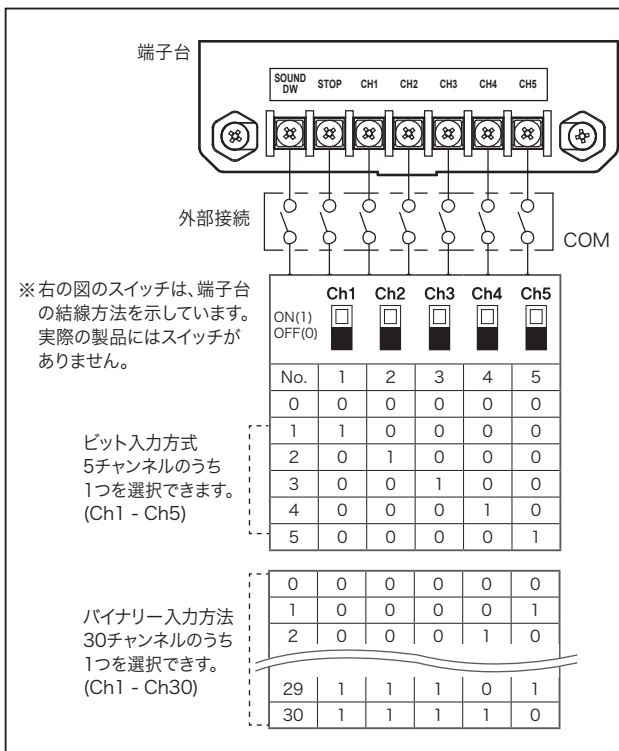 端子台
SOUND DW STOP CH1 CH2 CH3 CH4 CH5
外部接続
COM
※右の図のスイッチは、端子台
の結線方法を示しています。
実際の製品にはスイッチが
ありません。
Ch1 Ch2 Ch3 Ch4 Ch5
ON(1)
OFF(0)
No. 1 2 3 4 5
0 0 0 0 0 0
1 1 0 0 0 0
2 0 1 0 0 0
3 0 0 1 0 0
4 0 0 0 1 0
5 0 0 0 0 1
ビット入力方式
5チャンネルのうち
1つを選択できます。
(Ch1 - Ch5)
0 0 0 0 0 0
1 0 0 0 0 1
2 0 0 0 1 0
29 1 1 1 0 1
30 1 1 1 1 0
バイナリー入力方法
30チャンネルのうち
1つを選択できす。
(Ch1 - Ch30)